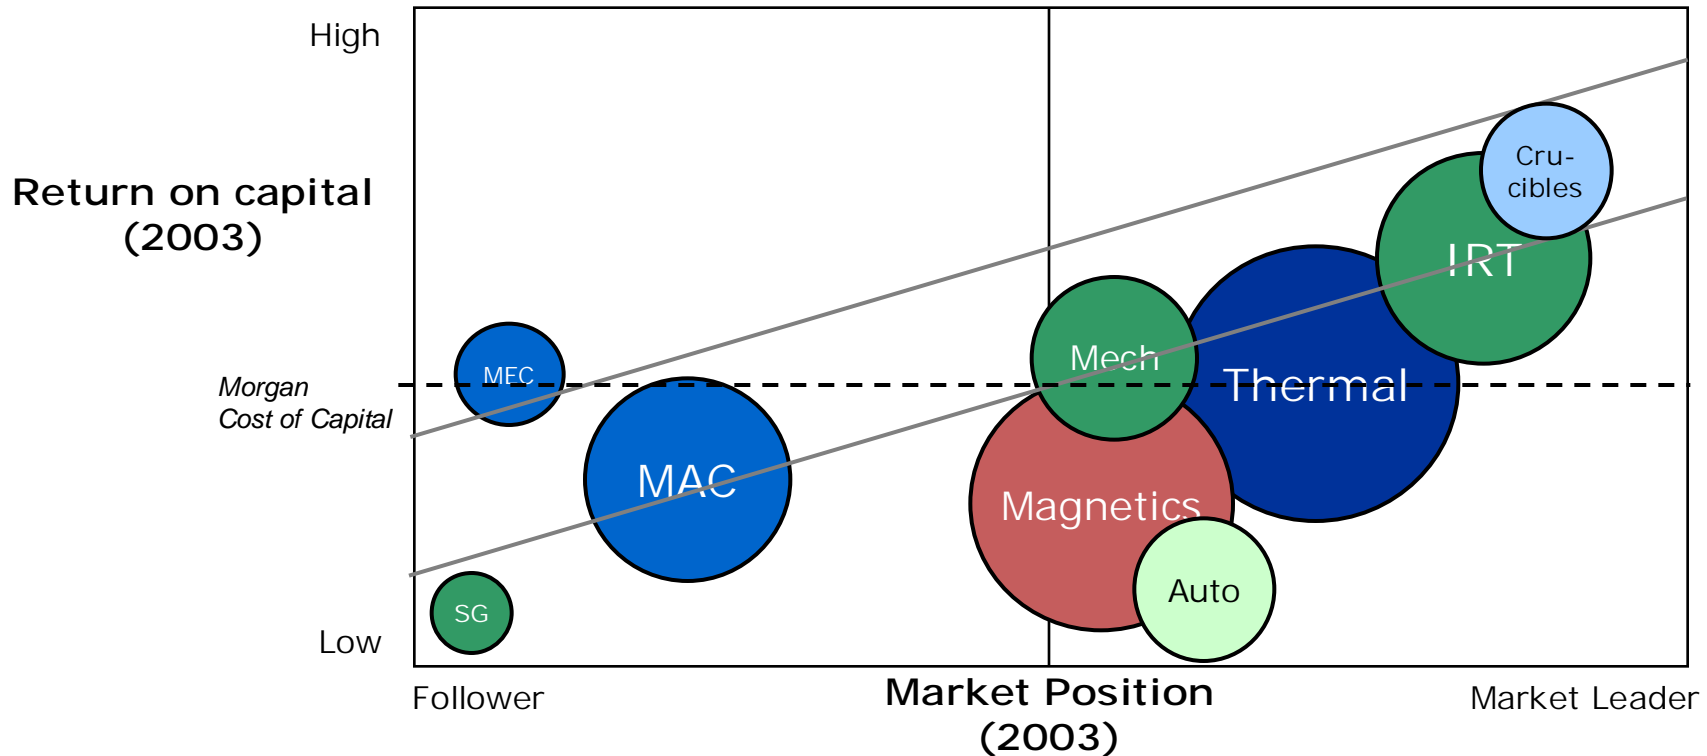 High
Return on capital
(2003)
Cru-
cibles
IRT
Mech
MEC
Morgan
Cost of Capital
Thermal
MAC
Magnetics
Auto
SG
Low
Follower
Market Position
(2003)
Market Leader